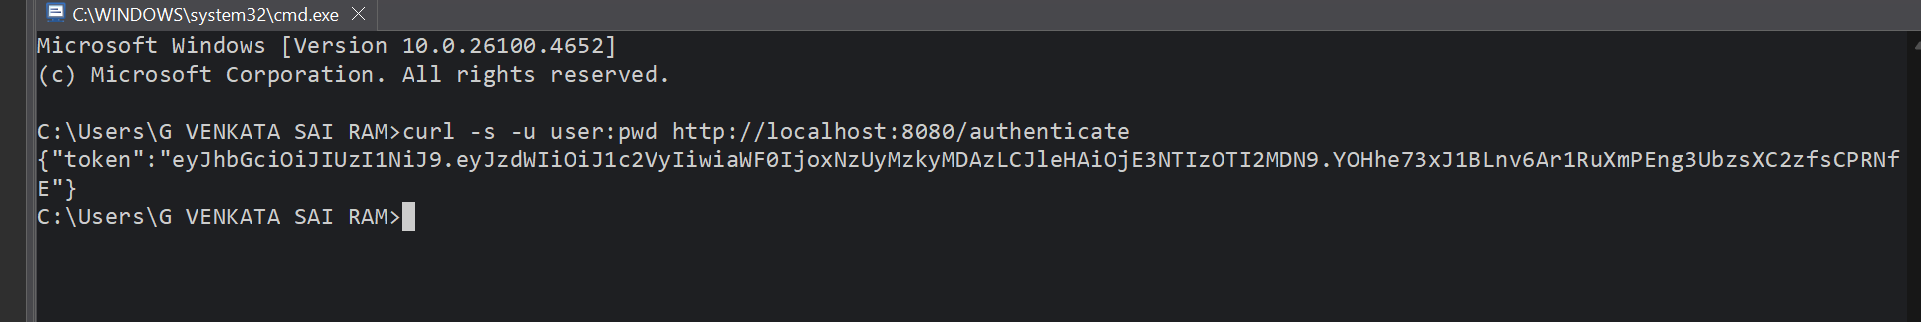 C:\WINDOWS\system32\cmd.exe
Microsoft Windows [Version 10.0.26100.4652]
(c) Microsoft Corporation. All rights reserved.
C:\Users\G VENKATA SAI RAM>curl -s -u user:pwd http://localhost:8080/authenticate
{"token":"eyJhbGciOiJIUzI1NiJ9.eyJzdWIiOiJ1c2VyIiwiaWF0IjoxNzUyMzkyMDAzLCJleHAiOjE3NTIzOTI2MDN9.YOHhe73xJ1BLnv6Ar1RuXmPEng3UbzsXC2zfsCPRNf
E"}
C:\Users\G VENKATA SAI RAM>